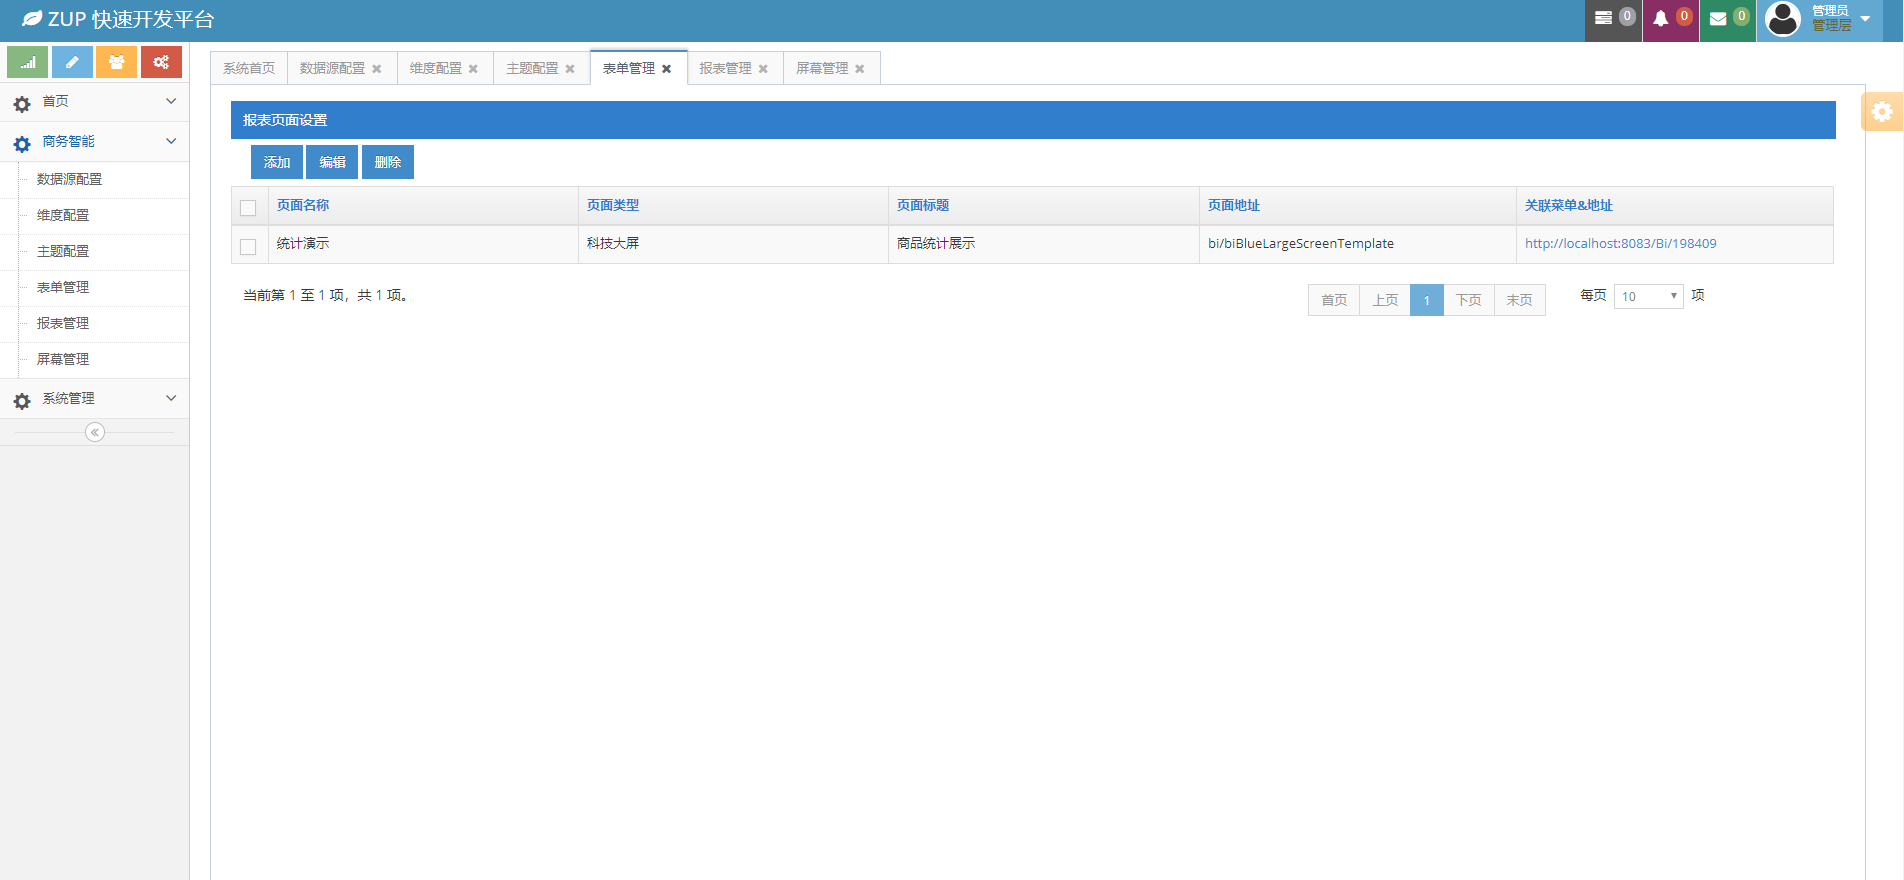 ZUP 快速开发平台
0
0
0
管理员
管理层
首页
商务智能
数据源配置
维度配置
主题配置
表单管理
报表管理
屏幕管理
系统管理
系统首页 数据源配置 维度配置 主题配置 表单管理 报表管理 屏幕管理
报表页面设置
添加 编辑 删除
页面名称 页面类型 页面标题 页面地址 关联菜单&地址
统计演示 科技大屏 商品统计展示 bi/biBlueLargeScreenTemplate http://localhost:8083/Bi/198409
当前第 1 至 1 项，共 1 项。 首页 上页 1 下页 末页 每页 10 项